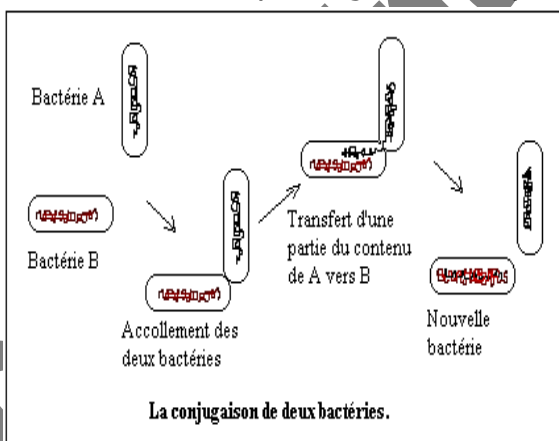 Bactérie A
Bactérie B
Accollement des
deux bactéries
Transfert d'une
partie du contenu
de A vers B
Nouvelle
bactérie
La conjugaison de deux bactéries.